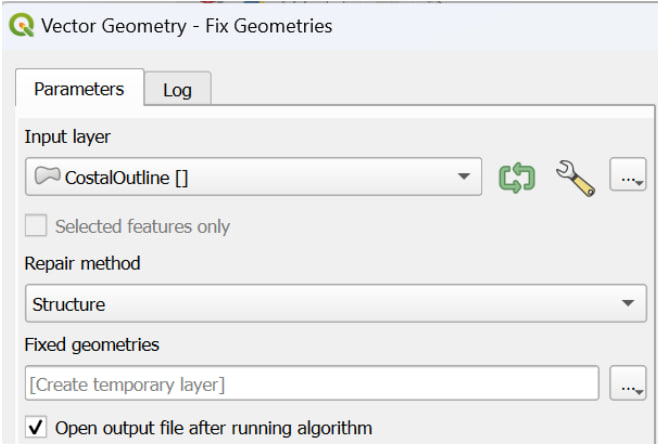 Vector Geometry - Fix Geometries
Parameters Log
Input layer
CostalOutline []
...
Selected features only
Repair method
Structure
Fixed geometries
[Create temporary layer]
...
Open output file after running algorithm